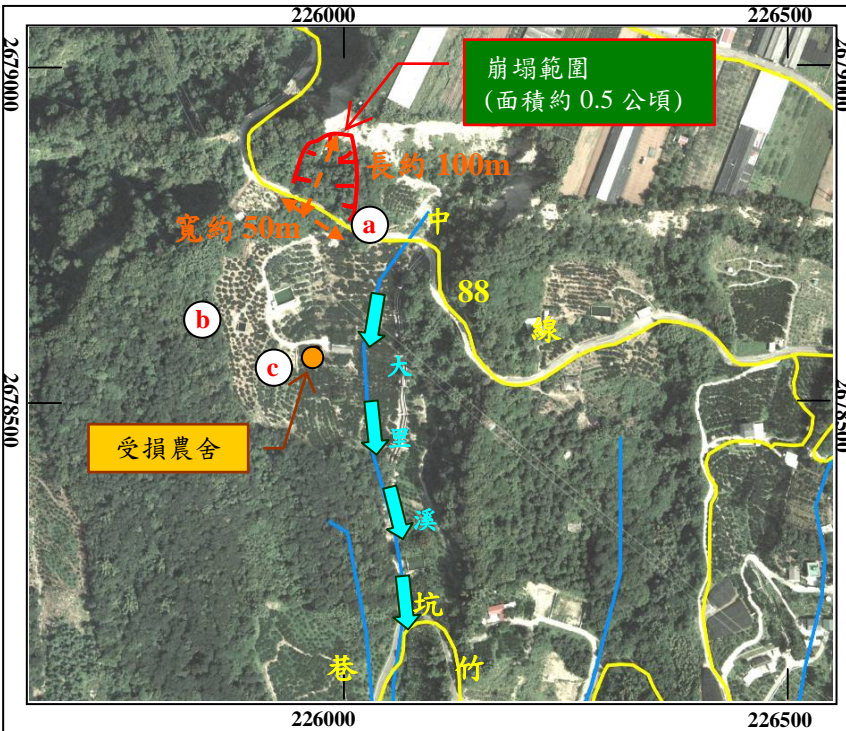 226000
226500
2679000
2679000
崩塌範圍
(面積約 0.5 公頃)
長約 100m
寬約 50m
a
中
88
線
b
c
大
里
溪
2678500
2678500
受損農舍
坑
巷
竹
226000
226500